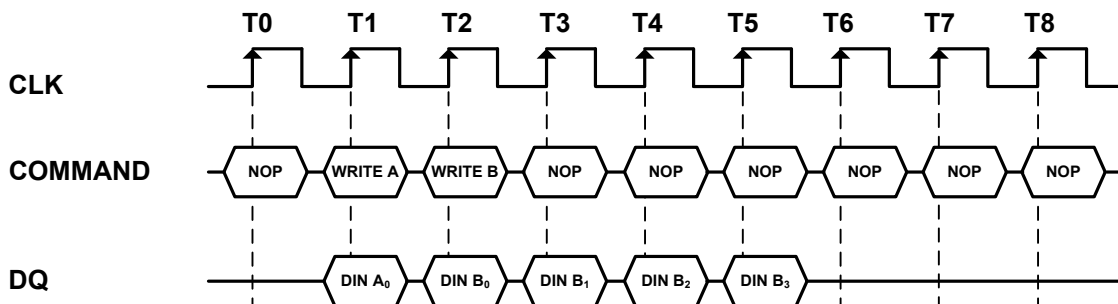 T0 T1 T2 T3 T4 T5 T6 T7 T8
CLK
COMMAND NOP WRITE A WRITE B NOP NOP NOP NOP NOP NOP
DQ DIN A₀ DIN B₀ DIN B₁ DIN B₂ DIN B₃